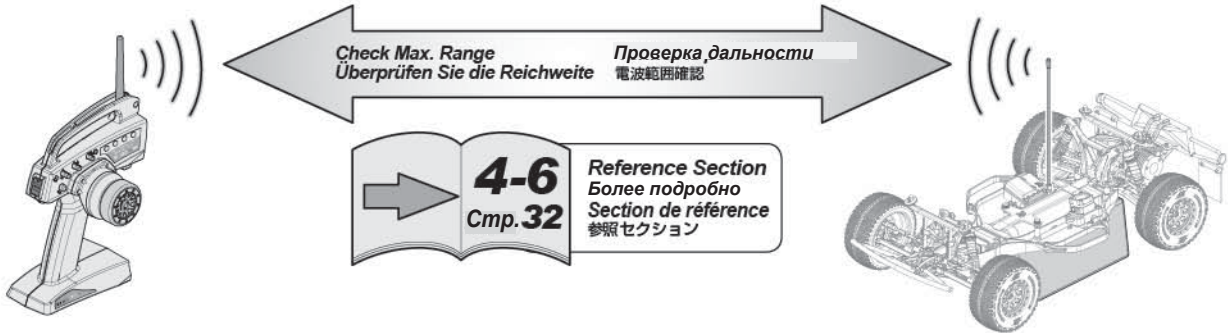 Check Max. Range
Überprüfen Sie die Reichweite
Проверка дальности
電波範囲確認
4-6
Стр.32
Reference Section
Более подробно
Section de référence
参照セクション